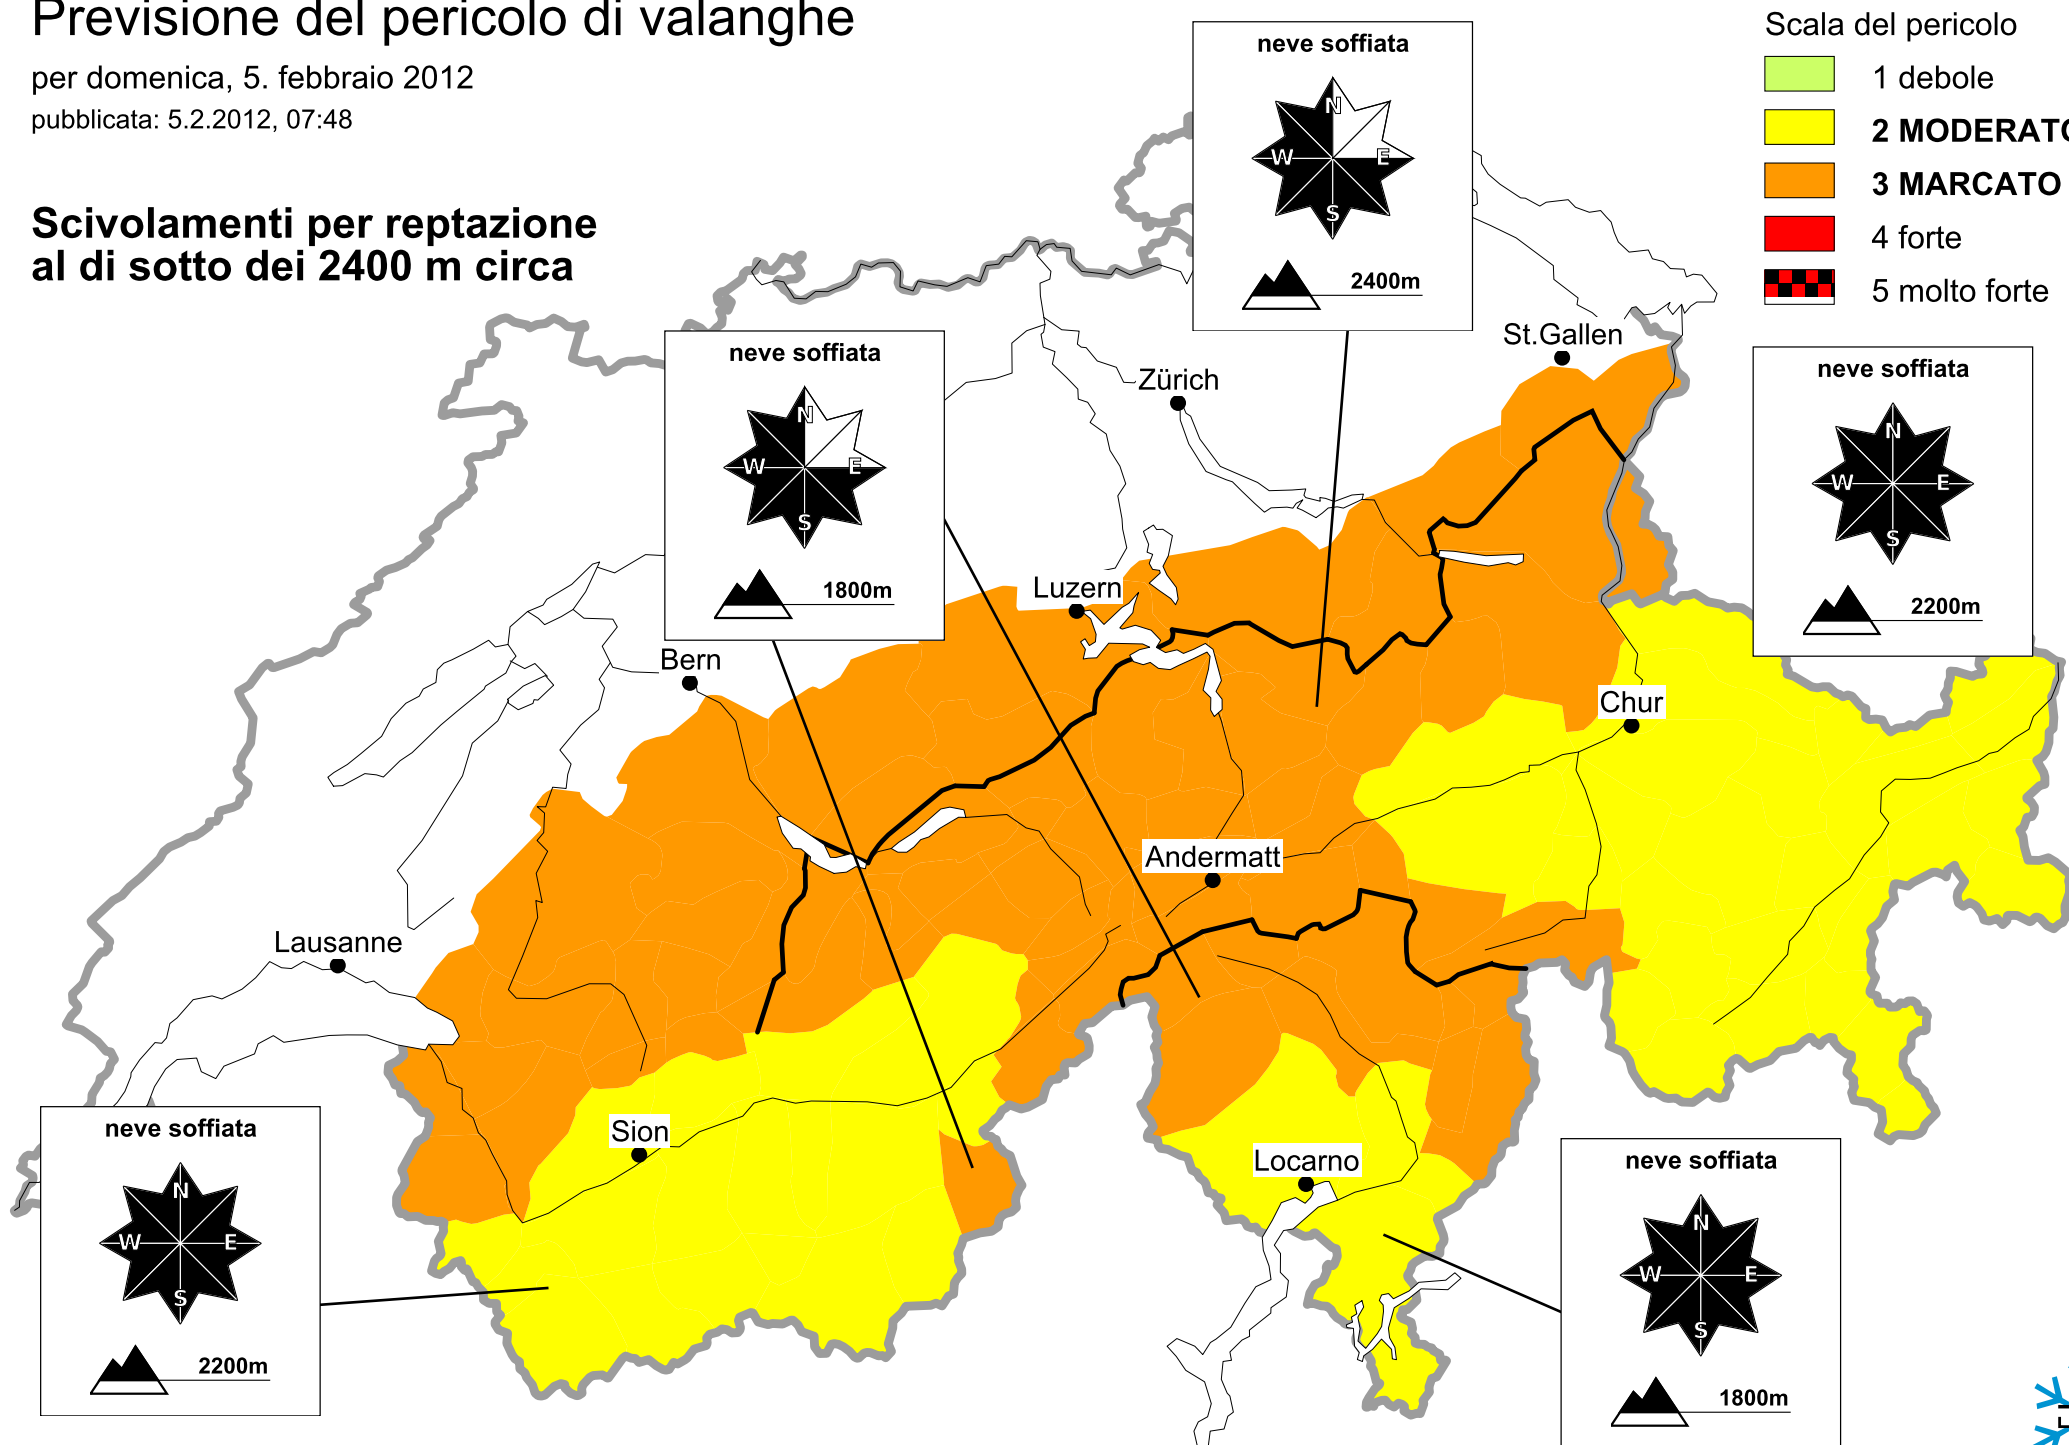 Previsione del pericolo di valanghe
per domenica, 5. febbraio 2012
pubblicata: 5.2.2012, 07:48
Scivolamenti per reptazione
al di sotto dei 2400 m circa
Scala del pericolo
1 debole
2 MODERATO
3 MARCATO
4 forte
5 molto forte
neve soffiata
N
W
E
S
2400m
neve soffiata
N
W
E
S
1800m
neve soffiata
N
W
E
S
2200m
St.Gallen
Zürich
Luzern
Bern
Chur
Andermatt
Lausanne
Sion
Locarno
neve soffiata
N
W
E
S
2200m
neve soffiata
N
W
E
S
1800m